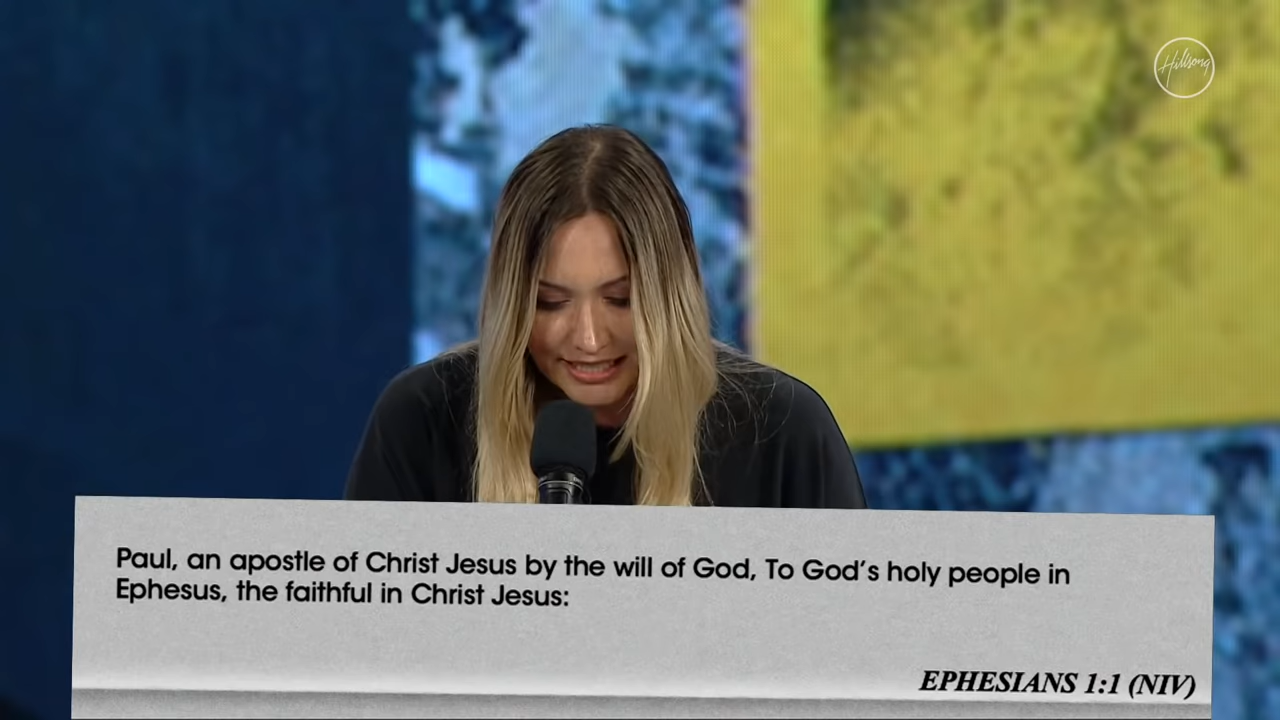 Hillsong
Paul, an apostle of Christ Jesus by the will of God, To God's holy people in
Ephesus, the faithful in Christ Jesus:
EPHESIANS 1:1 (NIV)